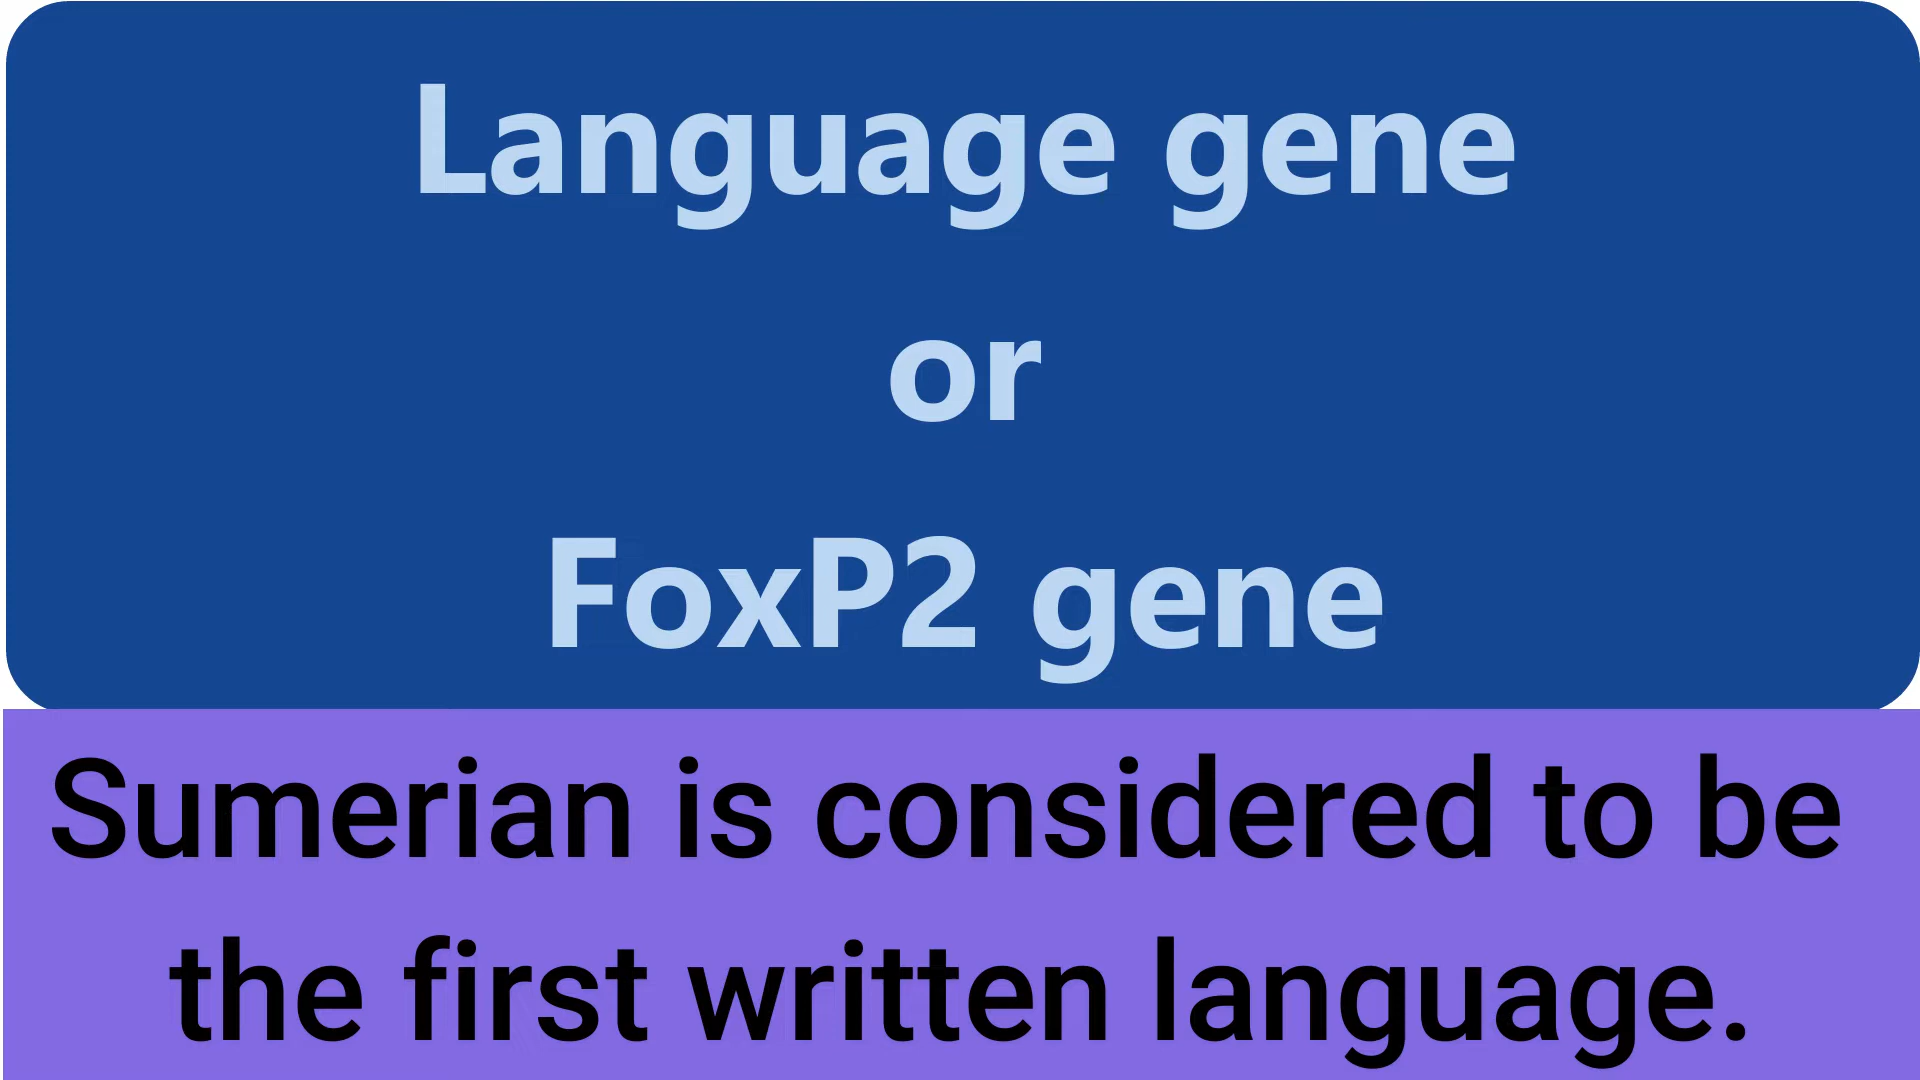 Language gene
or
FoxP2 gene
Sumerian is considered to be
the first written language.